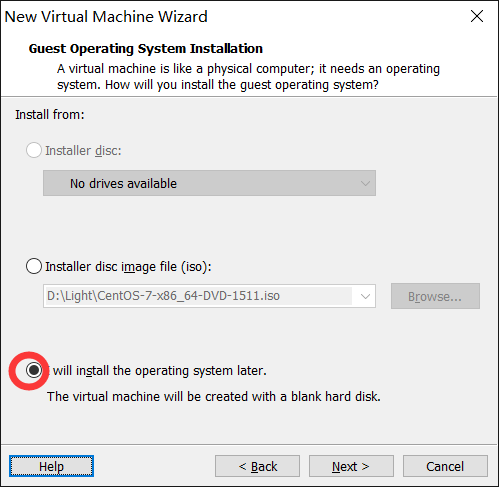 New Virtual Machine Wizard
Guest Operating System Installation
A virtual machine is like a physical computer; it needs an operating
system. How will you install the guest operating system?
Install from:
Installer disc:
No drives available
Installer disc image file (iso):
D:\Light\CentOS-7-x86_64-DVD-1511.iso
Browse...
I will install the operating system later.
The virtual machine will be created with a blank hard disk.
Help
< Back
Next >
Cancel